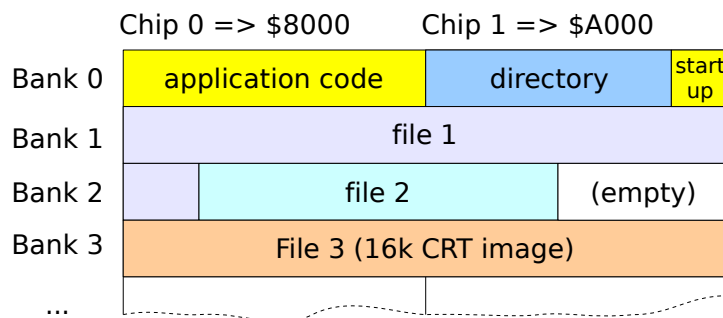 Chip 0 => $8000 Chip 1 => $A000
Bank 0 application code directory start
up
Bank 1 file 1
Bank 2 file 2 (empty)
Bank 3 File 3 (16k CRT image)
...